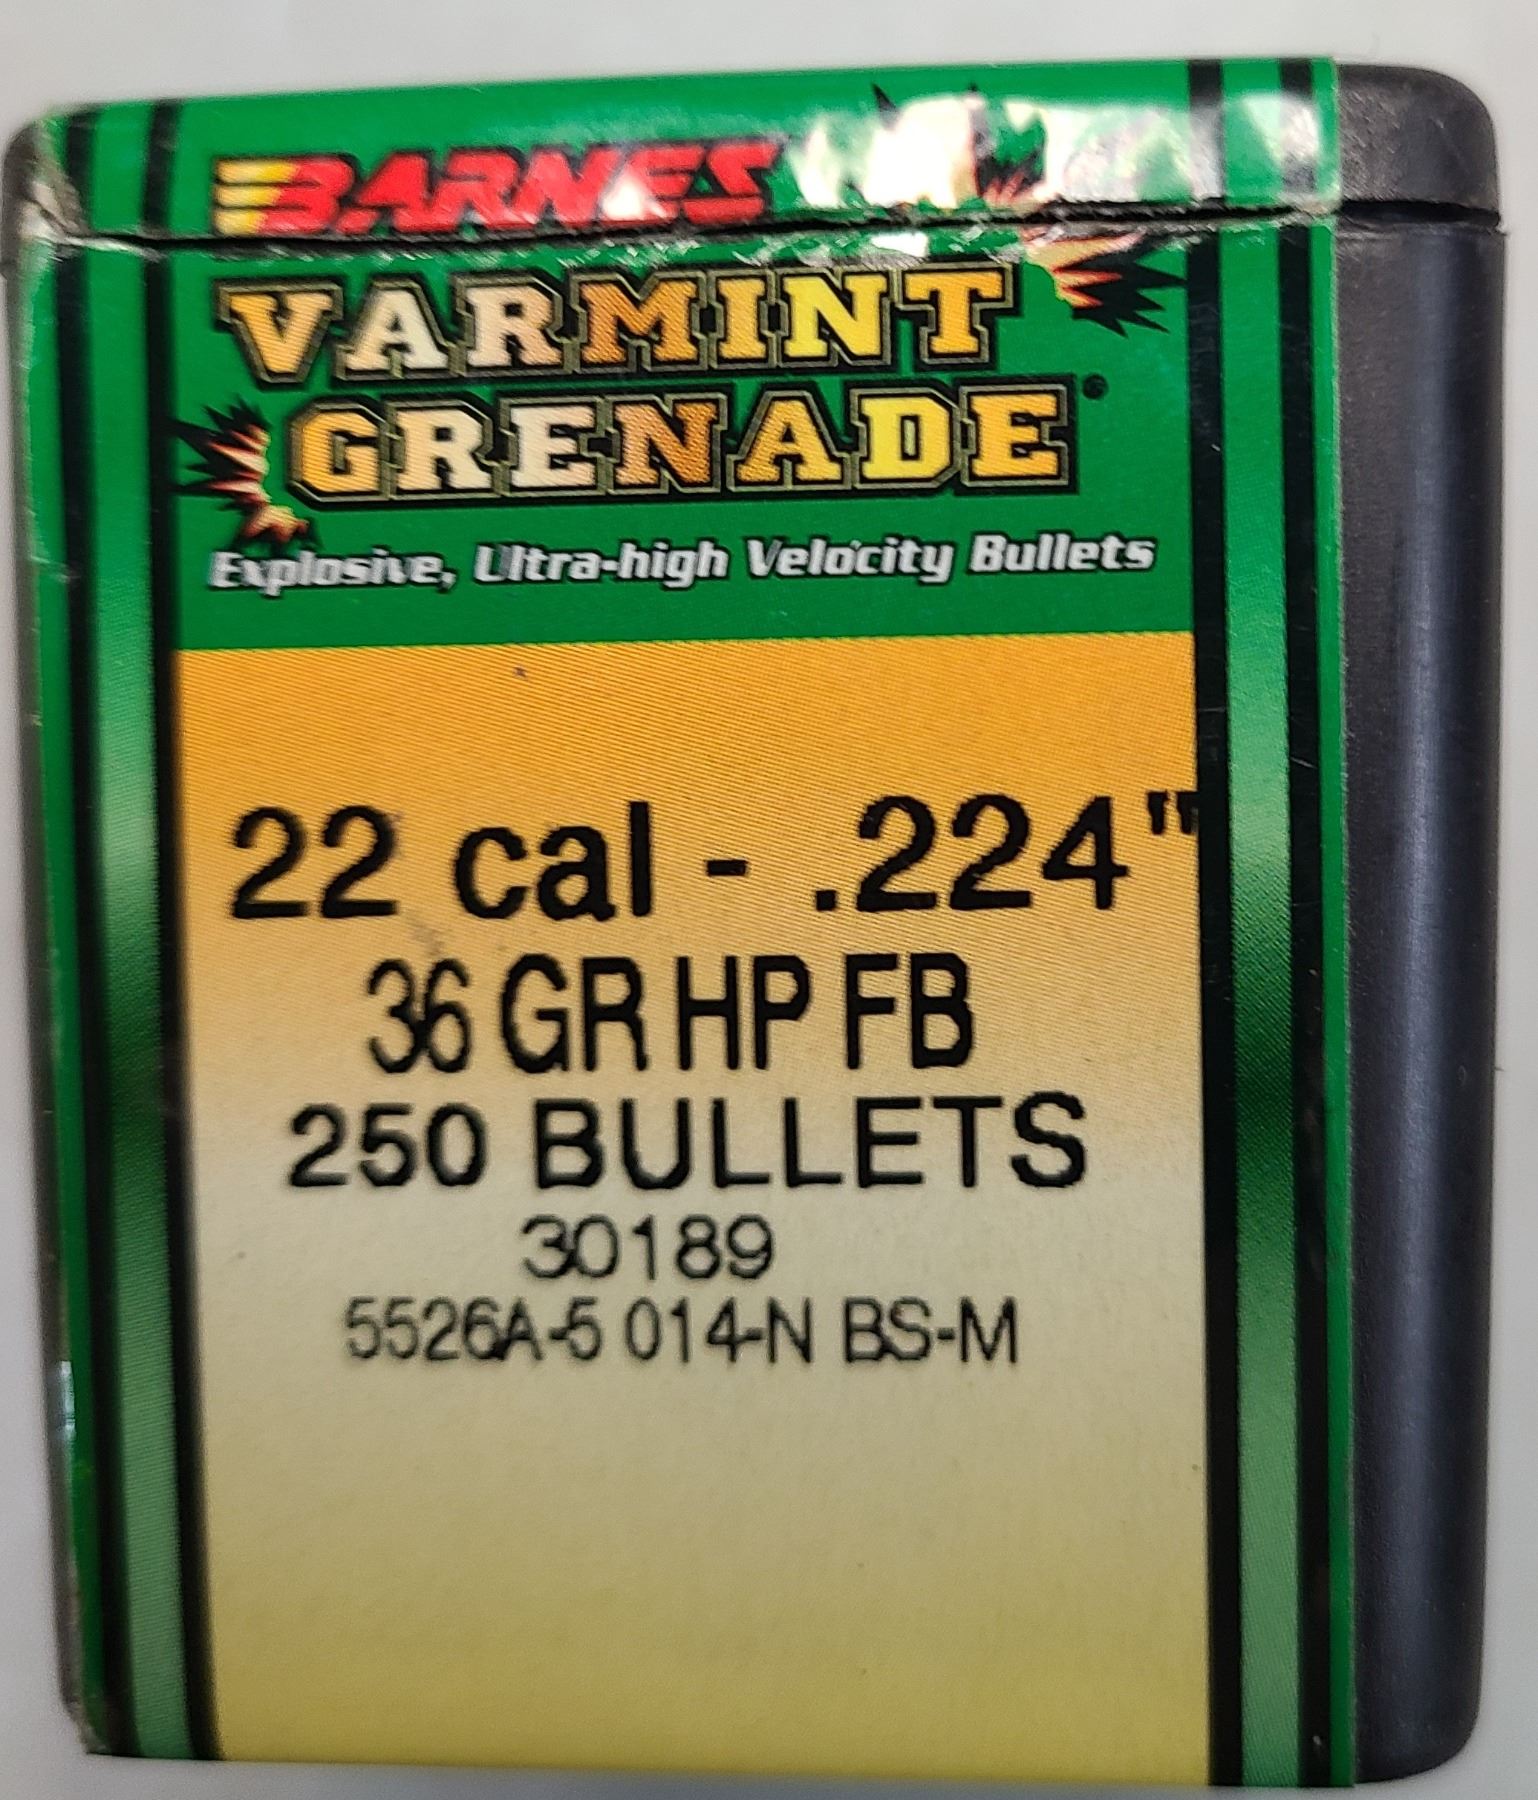 BARNES
VARMINT
GRENADE®
Explosive, Ultra-high Velocity Bullets
22 cal - .224"
36 GR HP FB
250 BULLETS
30189
5526A-5 014-N BS-M